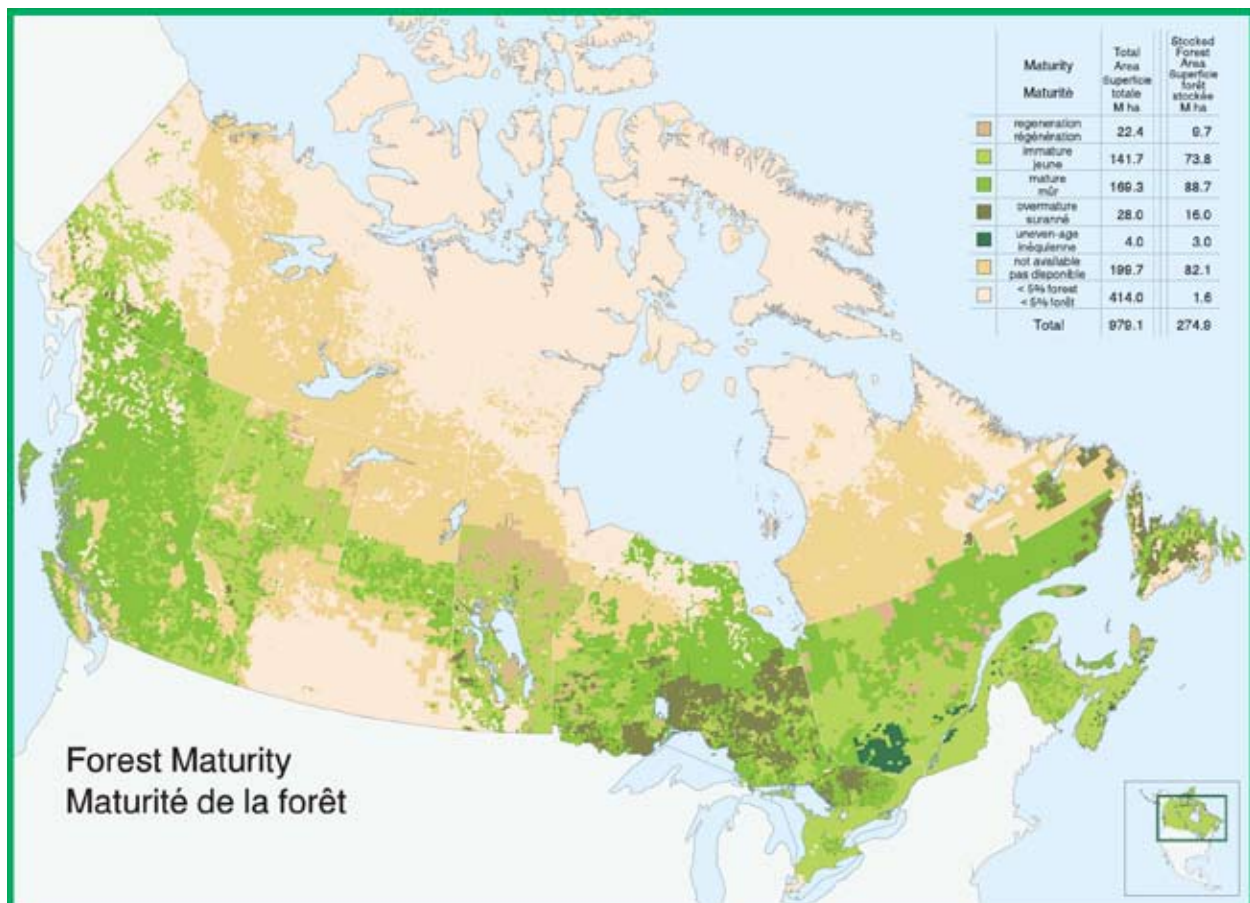 Maturity
Maturité
Total
Area
Superficie
totale
M ha
Stocked
Forest
Area
Superficie
forêt
stockée
M ha
regeneration
régénération
22.4
9.7
immature
jeune
141.7
73.8
mature
mûr
169.3
88.7
overmature
suranné
28.0
16.0
uneven-age
inéquienne
4.0
3.0
not available
pas disponible
199.7
82.1
< 5% forest
< 5% forêt
414.0
1.6
Total
979.1
274.9
Forest Maturity
Maturité de la forêt